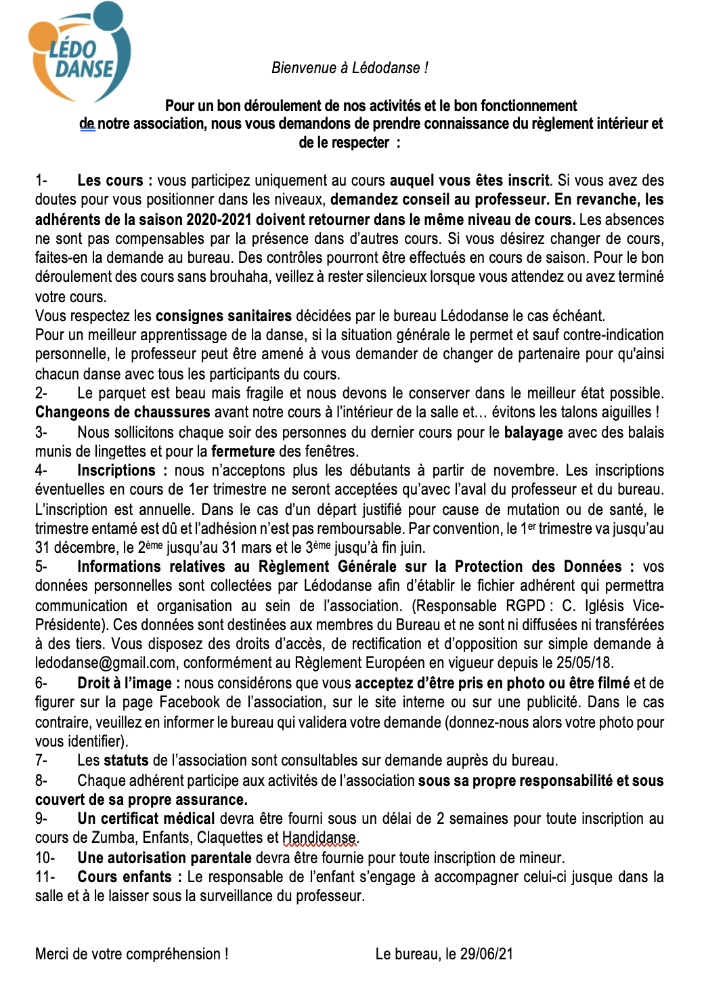 LÉDO
DANSE
Bienvenue à Lédodanse !
Pour un bon déroulement de nos activités et le bon fonctionnement
de notre association, nous vous demandons de prendre connaissance du règlement intérieur et
de le respecter :
1- Les cours : vous participez uniquement au cours auquel vous êtes inscrit. Si vous avez des
doutes pour vous positionner dans les niveaux, demandez conseil au professeur. En revanche, les
adhérents de la saison 2020-2021 doivent retourner dans le même niveau de cours. Les absences
ne sont pas compensables par la présence dans d’autres cours. Si vous désirez changer de cours,
faites-en la demande au bureau. Des contrôles pourront être effectués en cours de saison. Pour le bon
déroulement des cours sans brouhaha, veillez à rester silencieux lorsque vous attendez ou avez terminé
votre cours.
Vous respectez les consignes sanitaires décidées par le bureau Lédodanse le cas échéant.
Pour un meilleur apprentissage de la danse, si la situation générale le permet et sauf contre-indication
personnelle, le professeur peut être amené à vous demander de changer de partenaire pour qu'ainsi
chacun danse avec tous les participants du cours.
2- Le parquet est beau mais fragile et nous devons le conserver dans le meilleur état possible.
Changeons de chaussures avant notre cours à l’intérieur de la salle et… évitons les talons aiguilles !
3- Nous sollicitons chaque soir des personnes du dernier cours pour le balayage avec des balais
munis de lingettes et pour la fermeture des fenêtres.
4- Inscriptions : nous n’acceptons plus les débutants à partir de novembre. Les inscriptions
éventuelles en cours de 1er trimestre ne seront acceptées qu’avec l’aval du professeur et du bureau.
L’inscription est annuelle. Dans le cas d’un départ justifié pour cause de mutation ou de santé, le
trimestre entamé est dû et l’adhésion n’est pas remboursable. Par convention, le 1er trimestre va jusqu’au
31 décembre, le 2ème jusqu’au 31 mars et le 3ème jusqu’à fin juin.
5- Informations relatives au Règlement Générale sur la Protection des Données : vos
données personnelles sont collectées par Lédodanse afin d’établir le fichier adhérent qui permettra
communication et organisation au sein de l’association. (Responsable RGPD : C. Iglésis Vice-
Présidente). Ces données sont destinées aux membres du Bureau et ne sont ni diffusées ni transférées
à des tiers. Vous disposez des droits d’accès, de rectification et d’opposition sur simple demande à
ledodanse@gmail.com, conformément au Règlement Européen en vigueur depuis le 25/05/18.
6- Droit à l’image : nous considérons que vous acceptez d’être pris en photo ou être filmé et de
figurer sur la page Facebook de l’association, sur le site interne ou sur une publicité. Dans le cas
contraire, veuillez en informer le bureau qui validera votre demande (donnez-nous alors votre photo pour
vous identifier).
7- Les statuts de l’association sont consultables sur demande auprès du bureau.
8- Chaque adhérent participe aux activités de l’association sous sa propre responsabilité et sous
couvert de sa propre assurance.
9- Un certificat médical devra être fourni sous un délai de 2 semaines pour toute inscription au
cours de Zumba, Enfants, Claquettes et Handidanse.
10- Une autorisation parentale devra être fournie pour toute inscription de mineur.
11- Cours enfants : Le responsable de l’enfant s’engage à accompagner celui-ci jusque dans la
salle et à le laisser sous la surveillance du professeur.
Merci de votre compréhension ! Le bureau, le 29/06/21